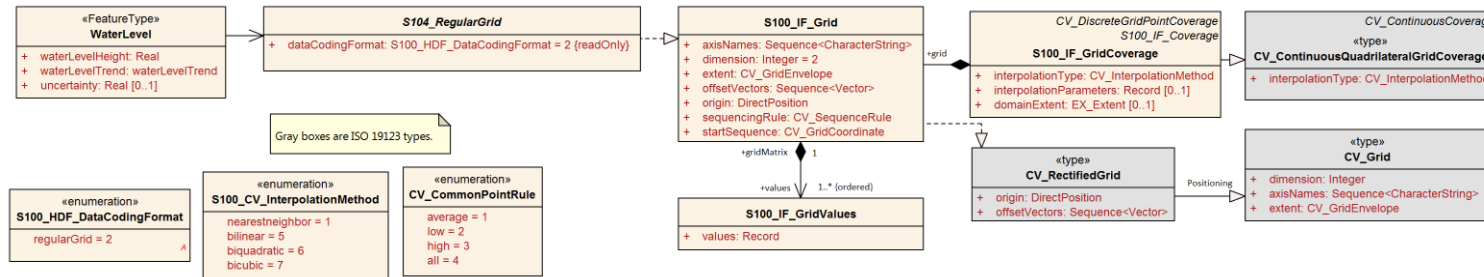 «FeatureType»
WaterLevel
+ waterLevelHeight: Real
+ waterLevelTrend: waterLevelTrend
+ uncertainty: Real [0..1]
S104_RegularGrid
+ dataCodingFormat: S100_HDF_DataCodingFormat = 2 {readOnly}
S100_IF_Grid
+ axisNames: Sequence<CharacterString>
+ dimension: Integer = 2
+ extent: CV_GridEnvelope
+ offsetVectors: Sequence<Vector>
+ origin: DirectPosition
+ sequencingRule: CV_SequenceRule
+ startSequence: CV_GridCoordinate
+grid
CV_DiscreteGridPointCoverage
S100_IF_Coverage
S100_IF_GridCoverage
+ interpolationType: CV_InterpolationMethod
+ interpolationParameters: Record [0..1]
+ domainExtent: EX_Extent [0..1]
CV_ContinuousCoverag
«type»
CV_ContinuousQuadrilateralGridCoverage
+ interpolationType: CV_InterpolationMethod
Gray boxes are ISO 19123 types.
+gridMatrix 1
+values 1..* {ordered}
S100_IF_GridValues
+ values: Record
«type»
CV_RectifiedGrid
+ origin: DirectPosition
+ offsetVectors: Sequence<Vector>
Positioning
«type»
CV_Grid
+ dimension: Integer
+ axisNames: Sequence<CharacterString>
+ extent: CV_GridEnvelope
«enumeration»
S100_HDF_DataCodingFormat
regularGrid = 2
A
«enumeration»
S100_CV_InterpolationMethod
nearestneighbor = 1
bilinear = 5
biquadratic = 6
bicubic = 7
«enumeration»
CV_CommonPointRule
average = 1
low = 2
high = 3
all = 4